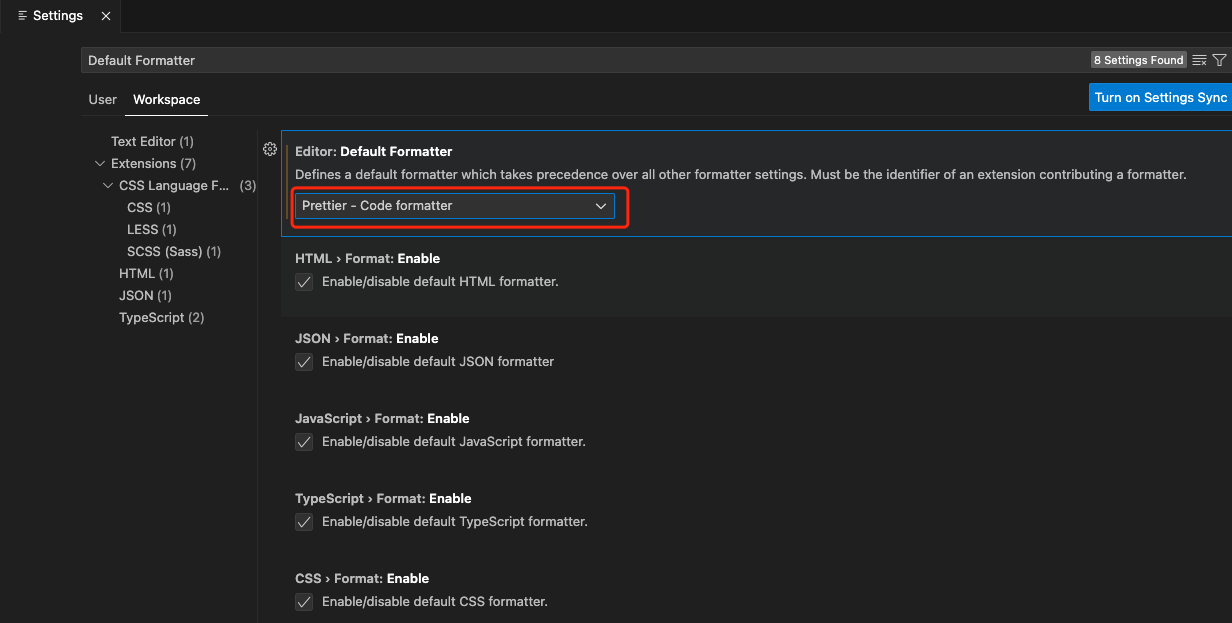 Settings
Default Formatter
8 Settings Found
User
Workspace
Turn on Settings Sync
Text Editor (1)
Extensions (7)
CSS Language F... (3)
CSS (1)
LESS (1)
SCSS (Sass) (1)
HTML (1)
JSON (1)
TypeScript (2)
Editor: Default Formatter
Defines a default formatter which takes precedence over all other formatter settings. Must be the identifier of an extension contributing a formatter.
Prettier - Code formatter
HTML › Format: Enable
Enable/disable default HTML formatter.
JSON › Format: Enable
Enable/disable default JSON formatter
JavaScript › Format: Enable
Enable/disable default JavaScript formatter.
TypeScript › Format: Enable
Enable/disable default TypeScript formatter.
CSS › Format: Enable
Enable/disable default CSS formatter.